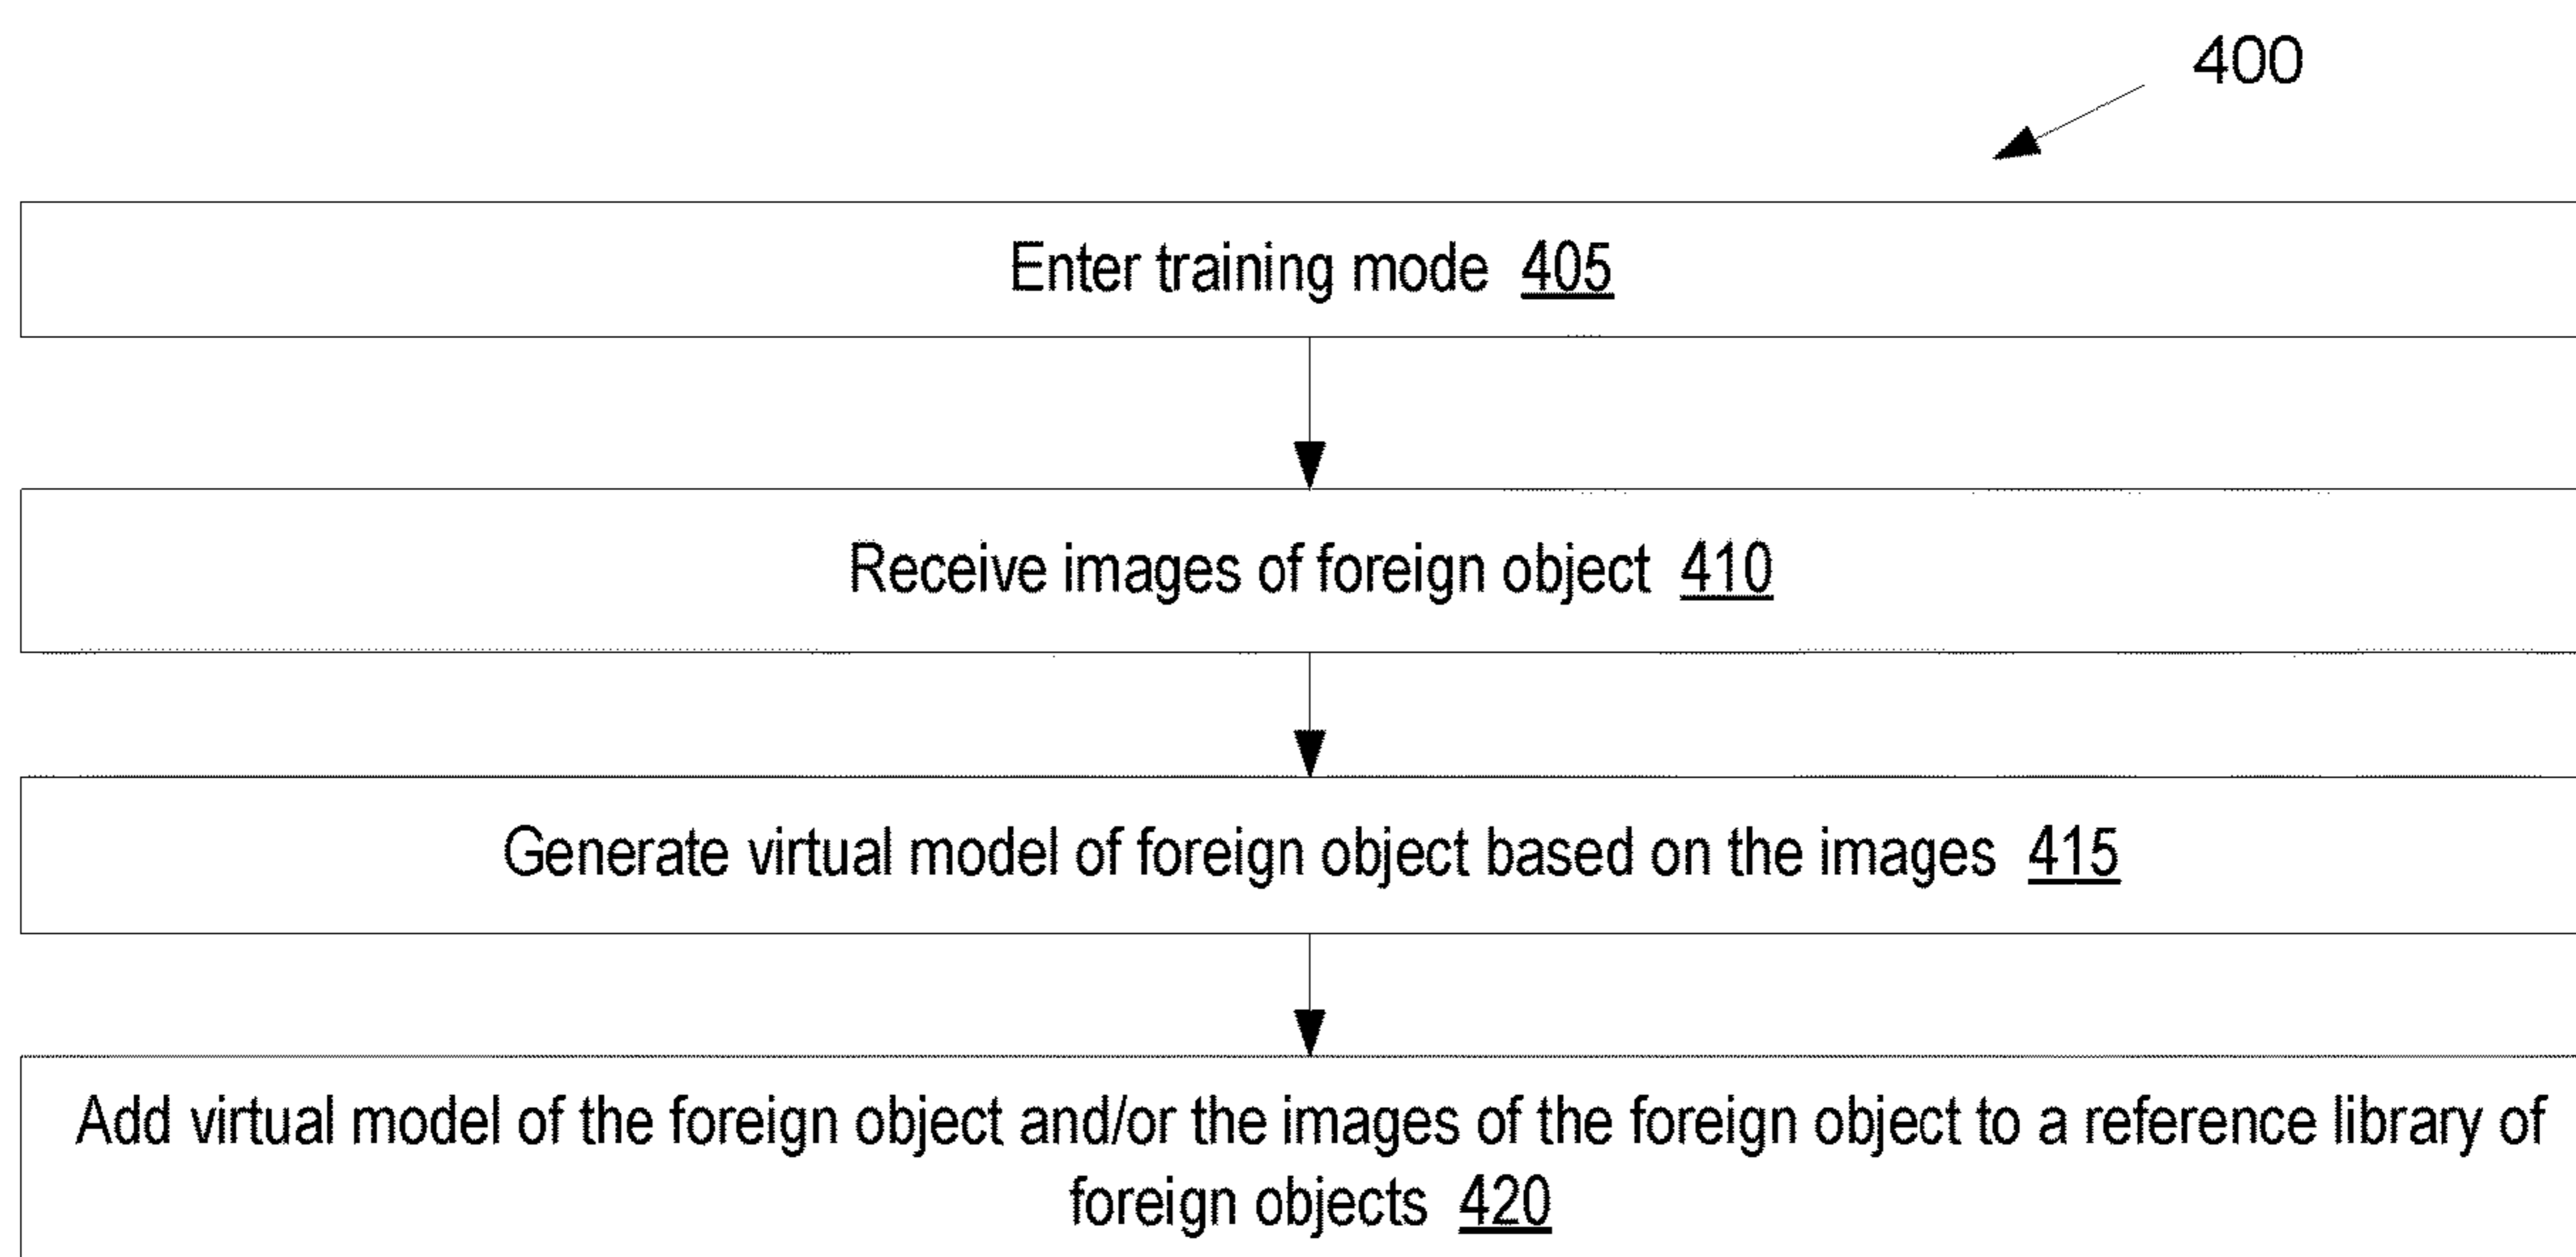 400
Enter training mode 405
Receive images of foreign object 410
Generate virtual model of foreign object based on the images 415
Add virtual model of the foreign object and/or the images of the foreign object to a reference library of
foreign objects 420